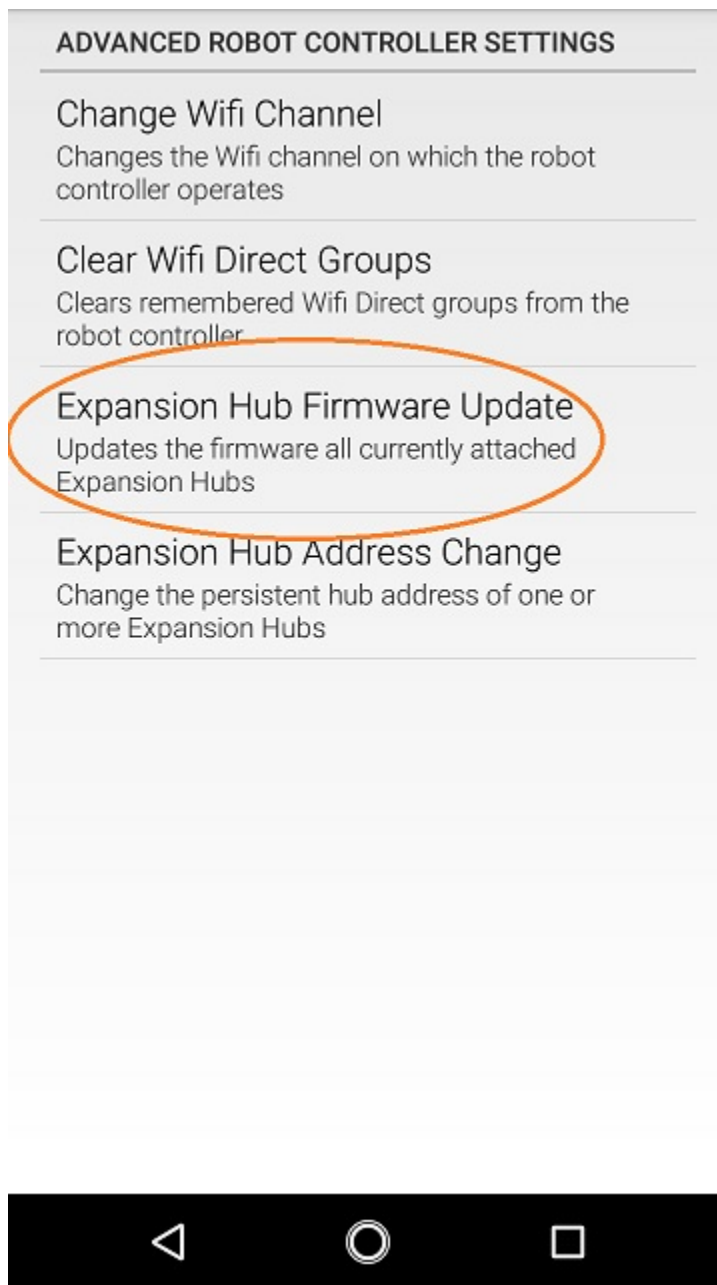 ADVANCED ROBOT CONTROLLER SETTINGS
Change Wifi Channel
Changes the Wifi channel on which the robot
controller operates
Clear Wifi Direct Groups
Clears remembered Wifi Direct groups from the
robot controller
Expansion Hub Firmware Update
Updates the firmware all currently attached
Expansion Hubs
Expansion Hub Address Change
Change the persistent hub address of one or
more Expansion Hubs